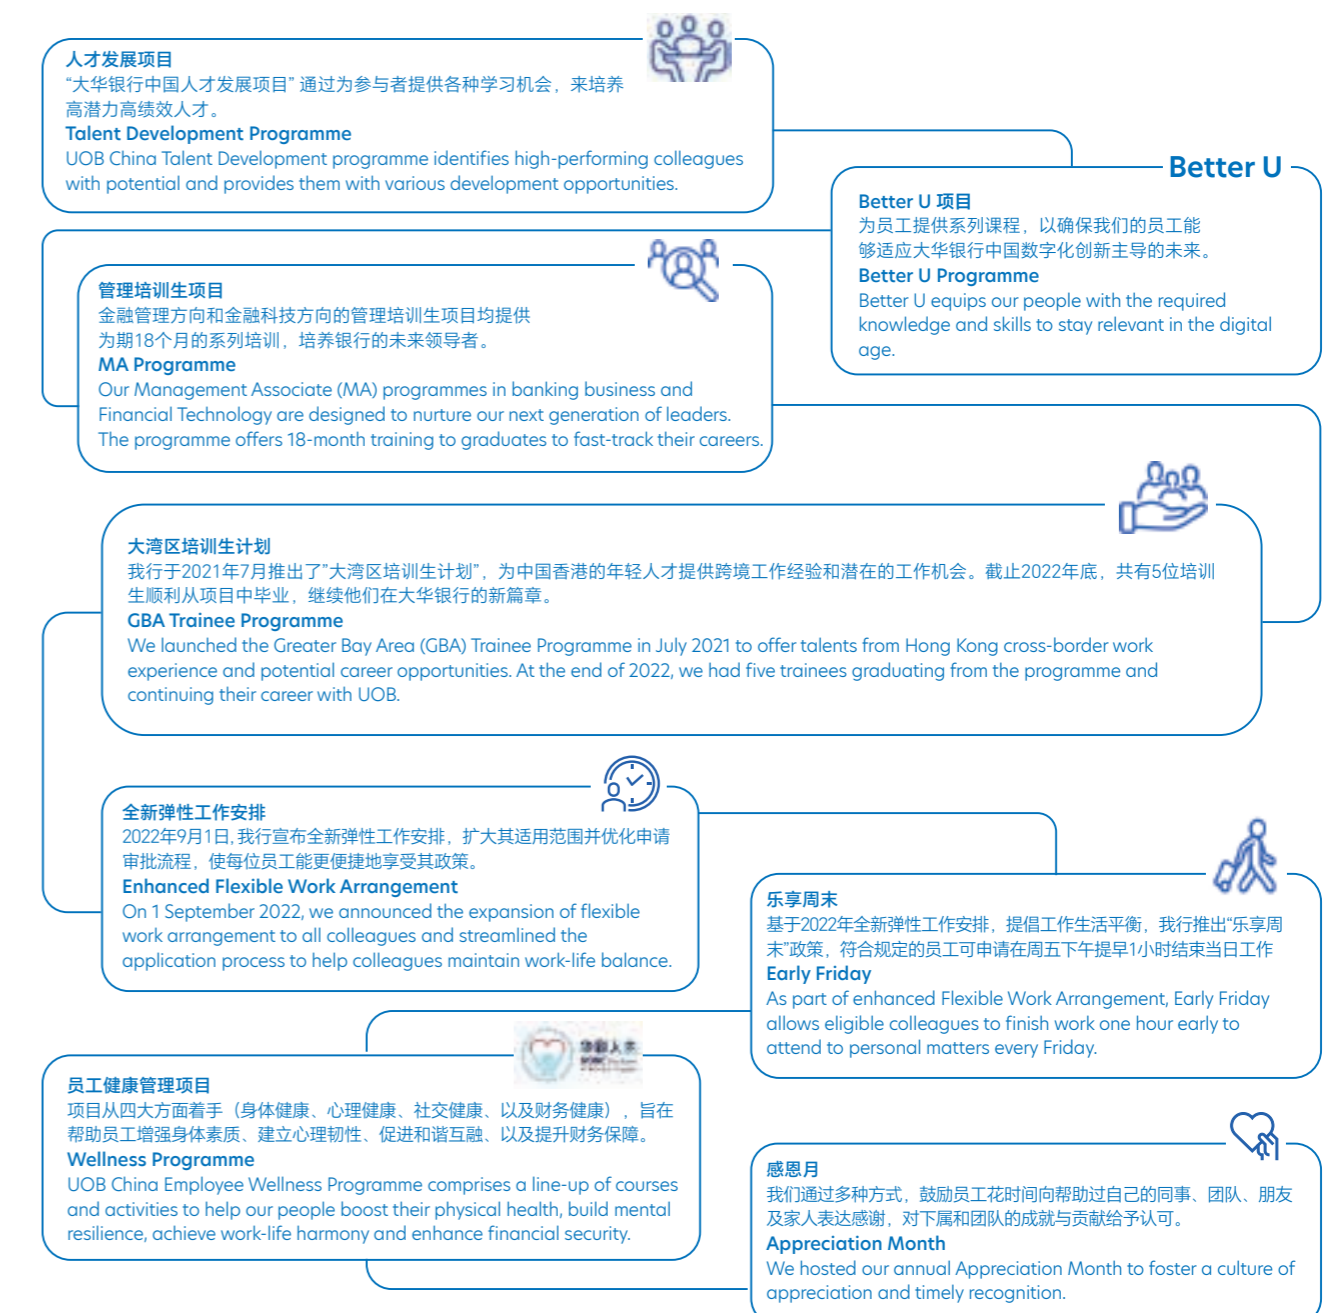 人才发展项目
“大华银行中国人才发展项目” 通过为参与者提供各种学习机会，来培养
高潜力高绩效人才。
Talent Development Programme
UOB China Talent Development programme identifies high-performing colleagues
with potential and provides them with various development opportunities.
Better U
Better U 项目
为员工提供系列课程，以确保我们的员工能
够适应大华银行中国数字化创新主导的未来。
Better U Programme
Better U equips our people with the required
knowledge and skills to stay relevant in the digital
age.
管理培训生项目
金融管理方向和金融科技方向的管理培训生项目均提供
为期18个月的系列培训，培养银行的未来领导者。
MA Programme
Our Management Associate (MA) programmes in banking business and
Financial Technology are designed to nurture our next generation of leaders.
The programme offers 18-month training to graduates to fast-track their careers.
大湾区培训生计划
我行于2021年7月推出了”大湾区培训生计划”，为中国香港的年轻人才提供跨境工作经验和潜在的工作机会。截止2022年底，共有5位培训
生顺利从项目中毕业，继续他们在大华银行的新篇章。
GBA Trainee Programme
We launched the Greater Bay Area (GBA) Trainee Programme in July 2021 to offer talents from Hong Kong cross-border work
experience and potential career opportunities. At the end of 2022, we had five trainees graduating from the programme and
continuing their career with UOB.
全新弹性工作安排
2022年9月1日,我行宣布全新弹性工作安排，扩大其适用范围并优化申请
审批流程，使每位员工能更便捷地享受其政策。
Enhanced Flexible Work Arrangement
On 1 September 2022, we announced the expansion of flexible
work arrangement to all colleagues and streamlined the
application process to help colleagues maintain work-life balance.
乐享周末
基于2022年全新弹性工作安排，提倡工作生活平衡，我行推出“乐享周
末”政策，符合规定的员工可申请在周五下午提早1小时结束当日工作
Early Friday
As part of enhanced Flexible Work Arrangement, Early Friday
allows eligible colleagues to finish work one hour early to
attend to personal matters every Friday.
员工健康管理项目
项目从四大方面着手（身体健康、心理健康、社交健康、以及财务健康），旨在
帮助员工增强身体素质、建立心理韧性、促进和谐互融、以及提升财务保障。
Wellness Programme
UOB China Employee Wellness Programme comprises a line-up of courses
and activities to help our people boost their physical health, build mental
resilience, achieve work-life harmony and enhance financial security.
感恩月
我们通过多种方式，鼓励员工花时间向帮助过自己的同事、团队、朋友
及家人表达感谢，对下属和团队的成就与贡献给予认可。
Appreciation Month
We hosted our annual Appreciation Month to foster a culture of
appreciation and timely recognition.